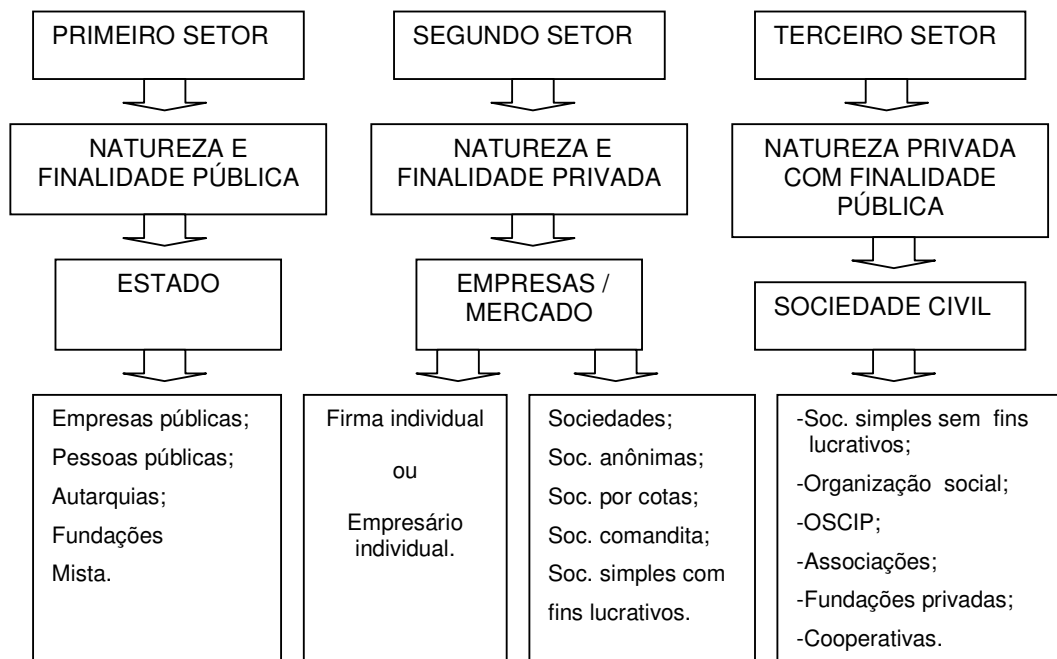 PRIMEIRO SETOR
SEGUNDO SETOR
TERCEIRO SETOR
NATUREZA E
FINALIDADE PÚBLICA
NATUREZA E
FINALIDADE PRIVADA
NATUREZA PRIVADA
COM FINALIDADE
PÚBLICA
ESTADO
EMPRESAS /
MERCADO
SOCIEDADE CIVIL
Empresas públicas;
Pessoas públicas;
Autarquias;
Fundações
Mista.
Firma individual
ou
Empresário
individual.
Sociedades;
Soc. anônimas;
Soc. por cotas;
Soc. comandita;
Soc. simples com
fins lucrativos.
-Soc. simples sem fins
lucrativos;
-Organização social;
-OSCIP;
-Associações;
-Fundações privadas;
-Cooperativas.